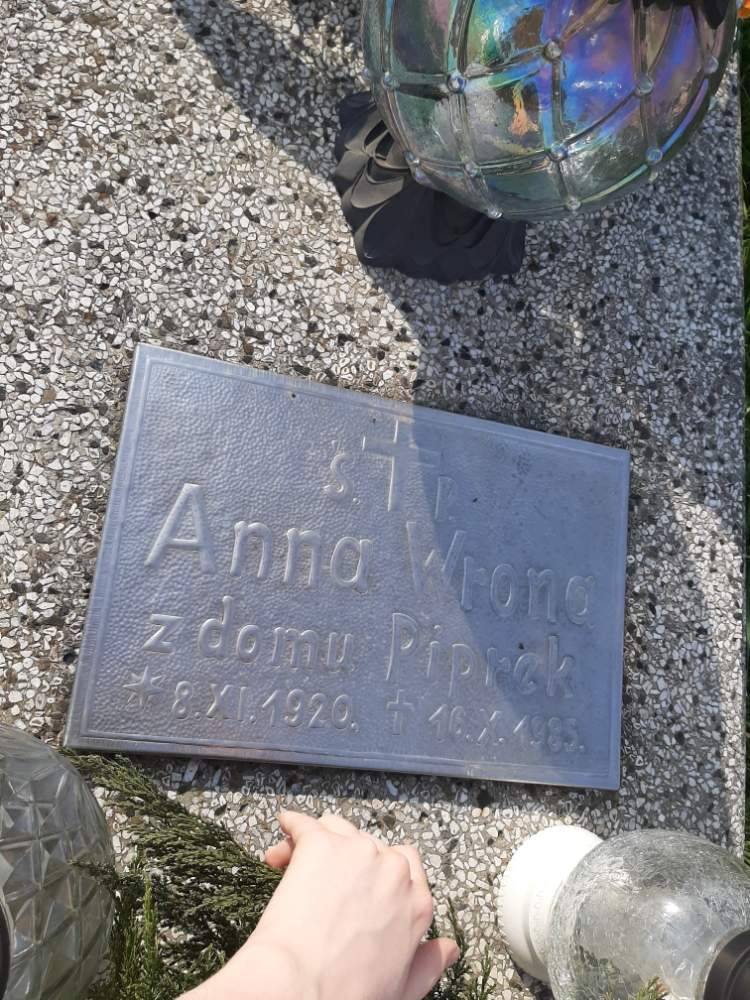 Ś. P.
Anna Wrona
z domu Piprek
* 8.XI.1920. † 16.X.1985.